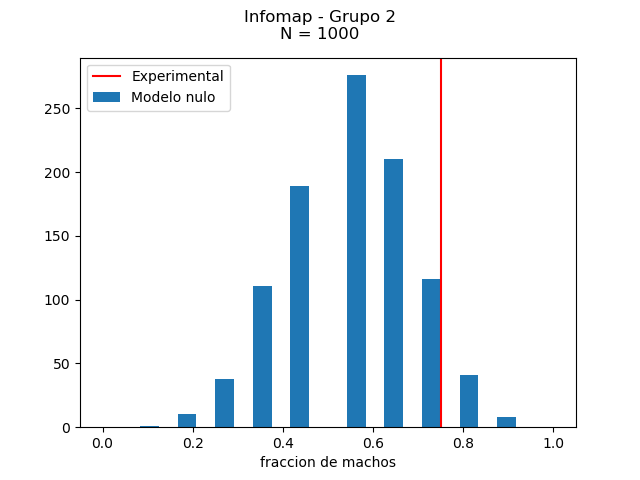 Infomap - Grupo 2
N = 1000
Experimental
Modelo nulo
250
200
150
100
50
0
0.0 0.2 0.4 0.6 0.8 1.0
fraccion de machos